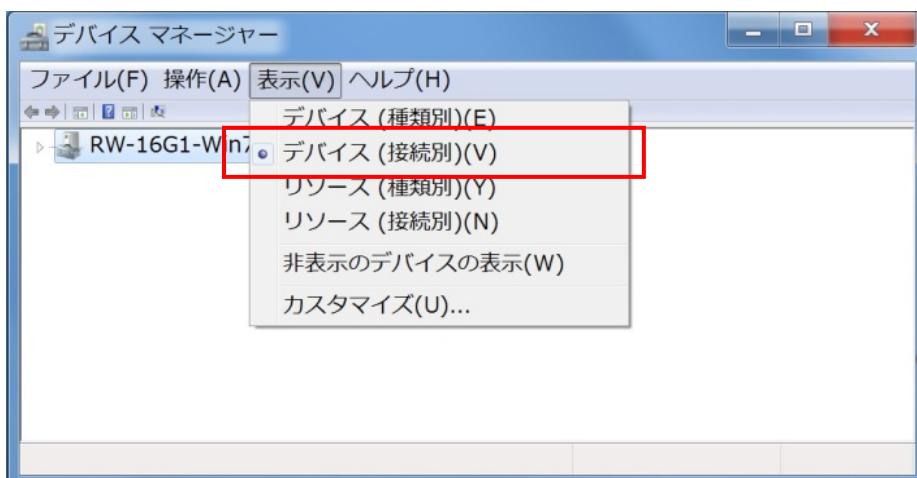 デバイス マネージャー
ファイル(F) 操作(A) 表示(V) ヘルプ(H)
デバイス (種類別)(E)
RW-16G1-Win7
デバイス (接続別)(V)
リソース (種類別)(Y)
リソース (接続別)(N)
非表示のデバイスの表示(W)
カスタマイズ(U)...